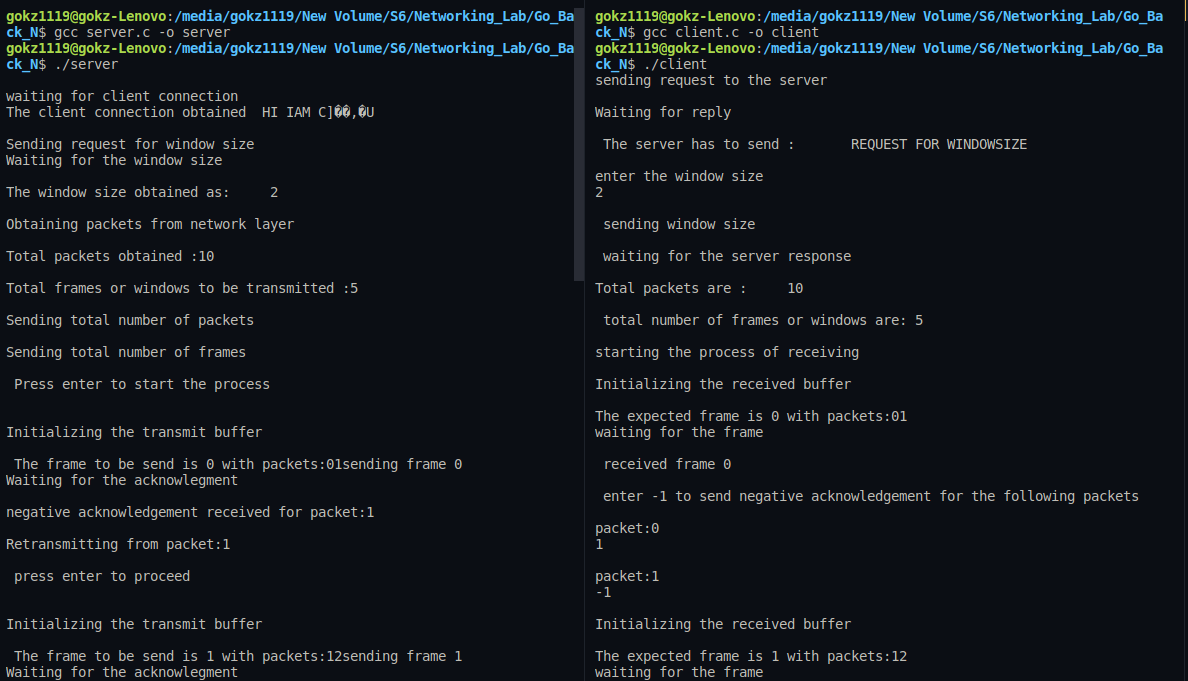 gokz1119@gokz-Lenovo:/media/gokz1119/New Volume/S6/Networking_Lab/Go_Ba
ck_N$ gcc server.c -o server
gokz1119@gokz-Lenovo:/media/gokz1119/New Volume/S6/Networking_Lab/Go_Ba
ck_N$ ./server
waiting for client connection
The client connection obtained  HI IAM C]��,�U
Sending request for window size
Waiting for the window size
The window size obtained as:     2
Obtaining packets from network layer
Total packets obtained :10
Total frames or windows to be transmitted :5
Sending total number of packets
Sending total number of frames
Press enter to start the process
Initializing the transmit buffer
The frame to be send is 0 with packets:01sending frame 0
Waiting for the acknowlegment
negative acknowledgement received for packet:1
Retransmitting from packet:1
press enter to proceed
Initializing the transmit buffer
The frame to be send is 1 with packets:12sending frame 1
Waiting for the acknowlegment
gokz1119@gokz-Lenovo:/media/gokz1119/New Volume/S6/Networking_Lab/Go_Ba
ck_N$ gcc client.c -o client
gokz1119@gokz-Lenovo:/media/gokz1119/New Volume/S6/Networking_Lab/Go_Ba
ck_N$ ./client
sending request to the server
Waiting for reply
The server has to send :       REQUEST FOR WINDOWSIZE
enter the window size
2
sending window size
waiting for the server response
Total packets are :     10
total number of frames or windows are: 5
starting the process of receiving
Initializing the received buffer
The expected frame is 0 with packets:01
waiting for the frame
received frame 0
enter -1 to send negative acknowledgement for the following packets
packet:0
1
packet:1
-1
Initializing the received buffer
The expected frame is 1 with packets:12
waiting for the frame